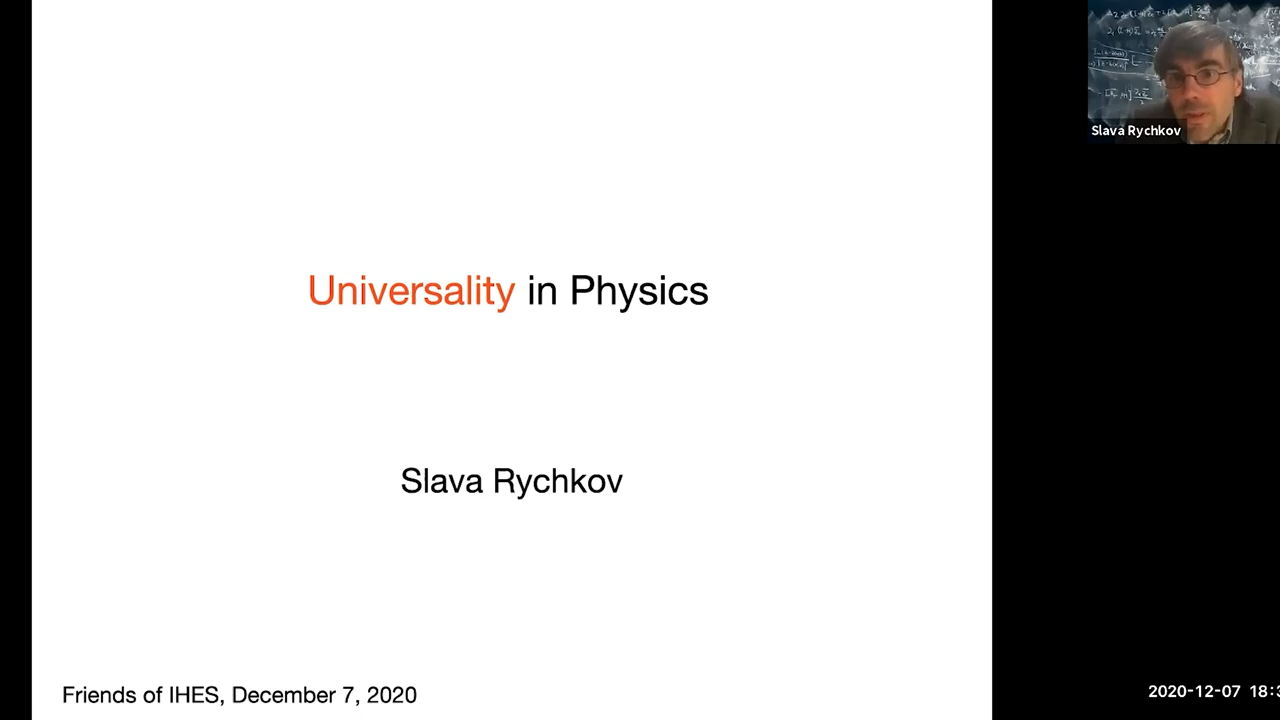 Universality in Physics
Slava Rychkov
Friends of IHES, December 7, 2020
Slava Rychkov
2020-12-07 18:3